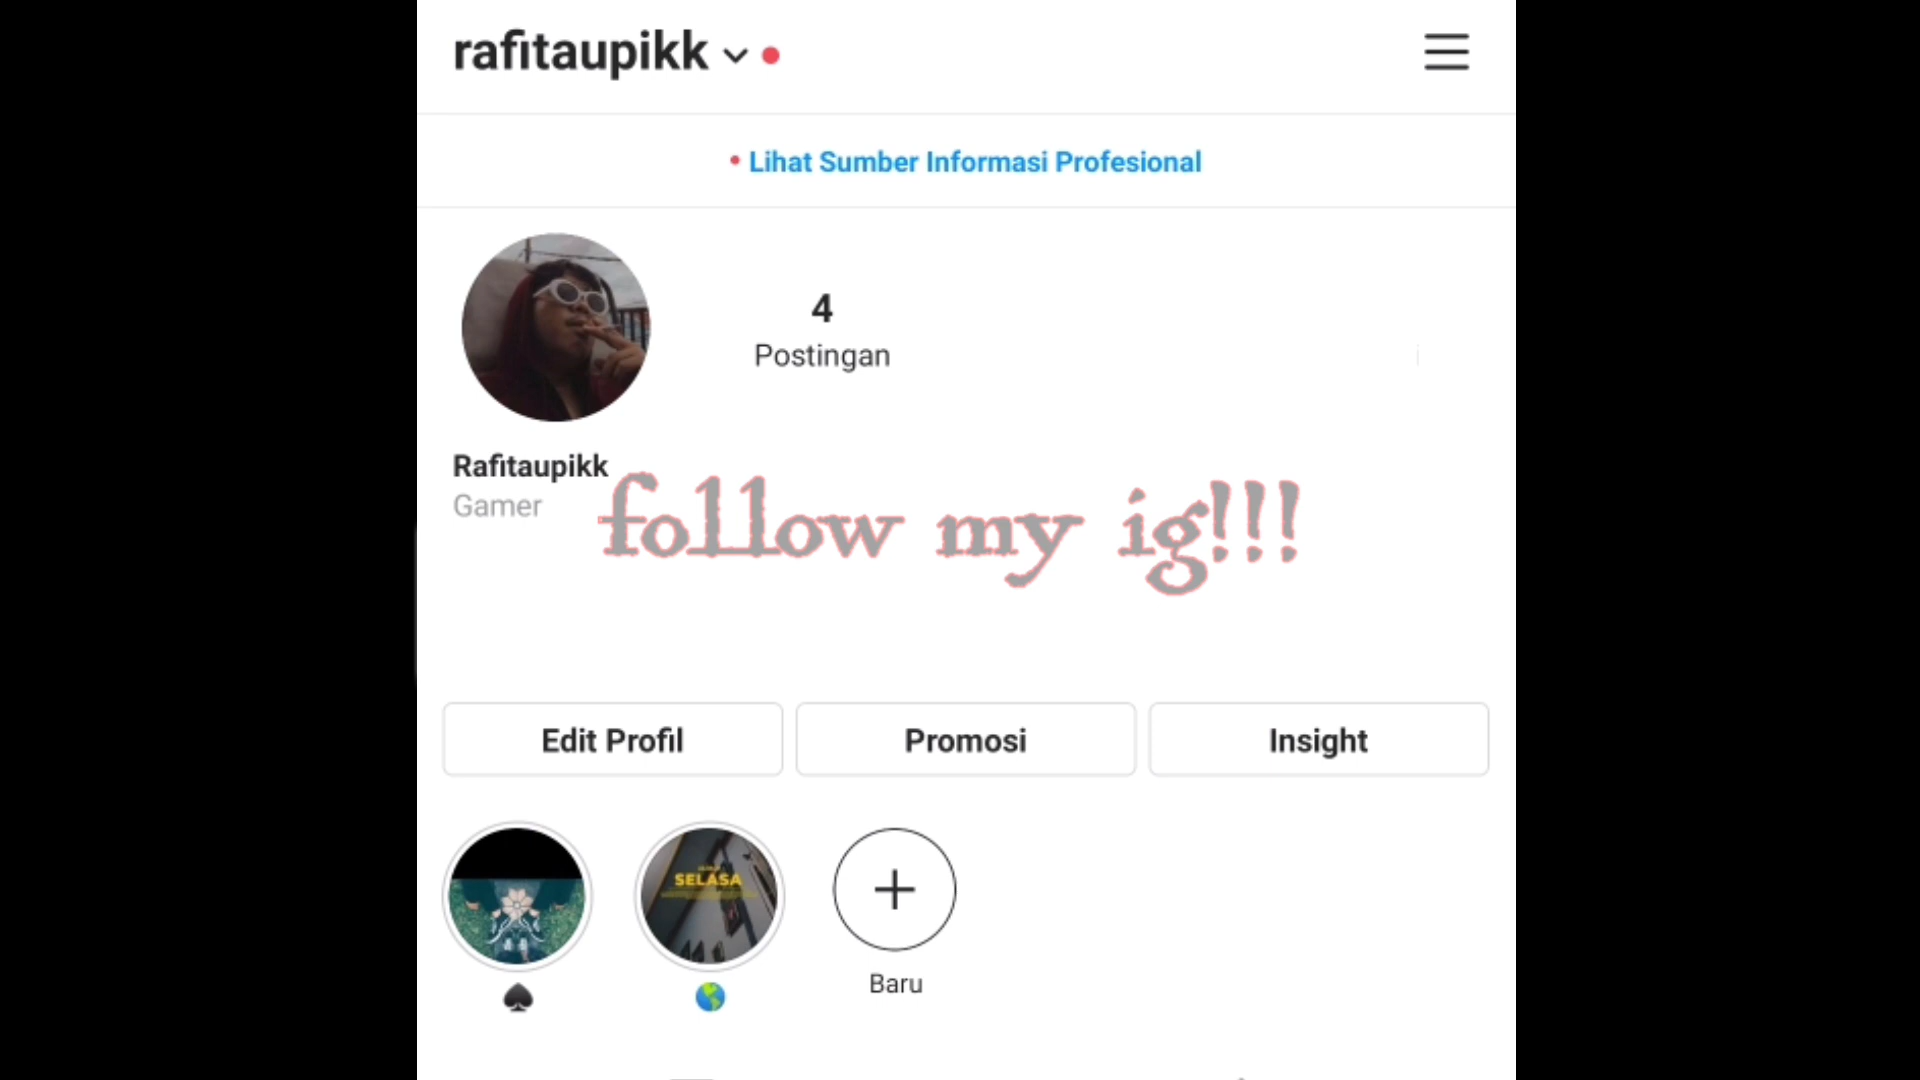 rafitaupikk
Lihat Sumber Informasi Profesional
4
Postingan
Rafitaupikk
Gamer
follow my ig!!!
Edit Profil
Promosi
Insight
SELASA
Baru